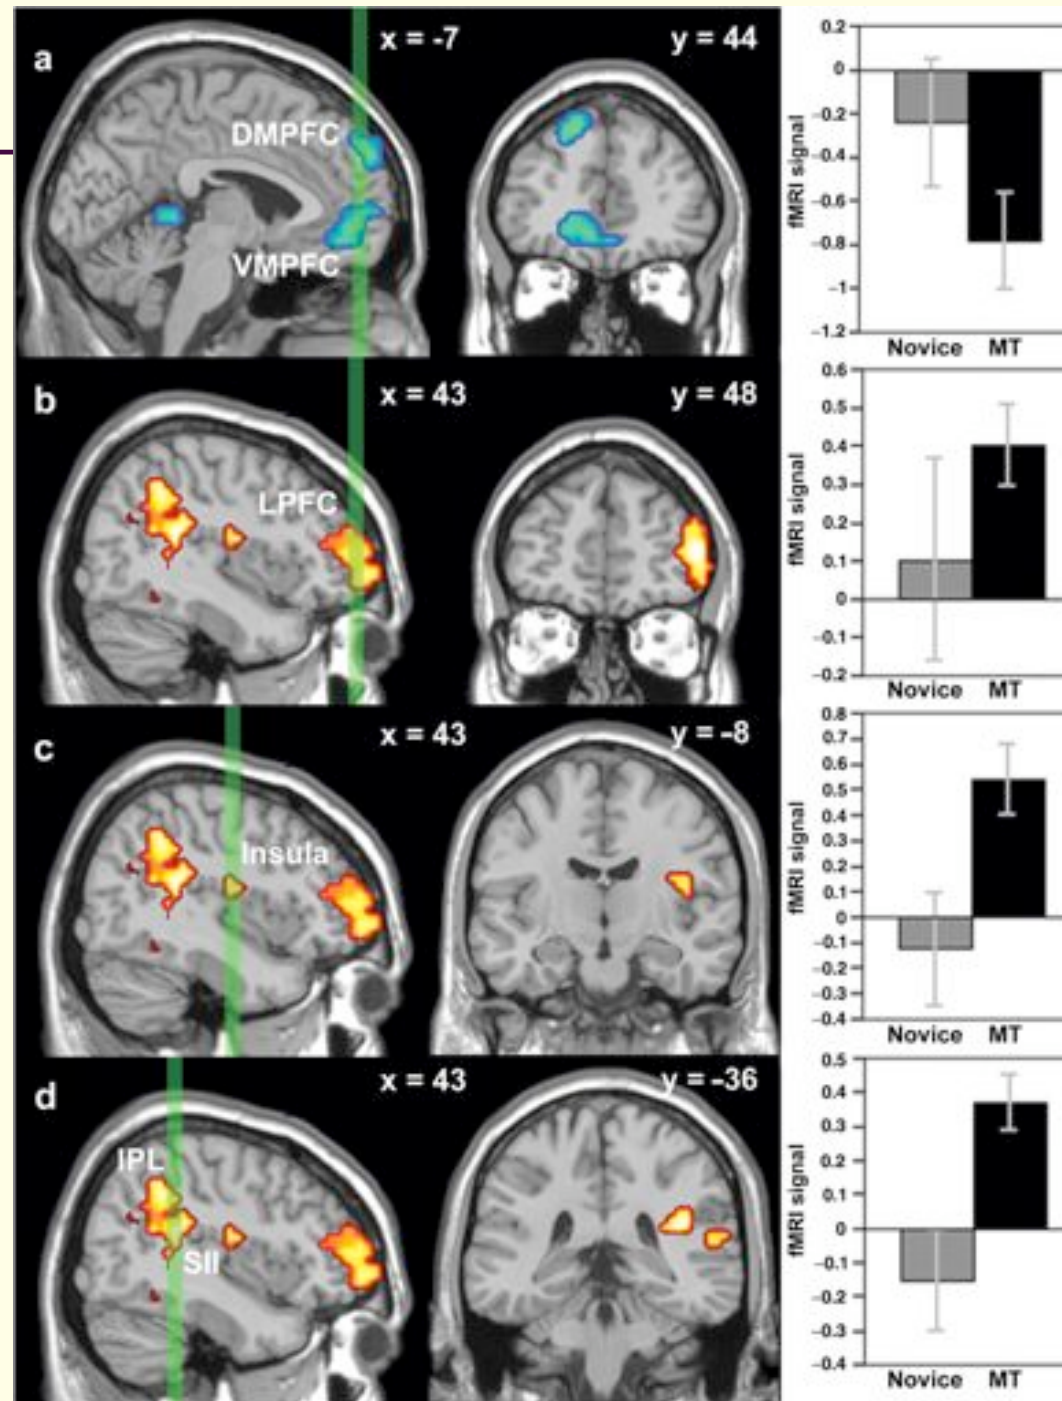 a
x = -7
y = 44
DMPFC
VMPFC
0.2
0
–0.2
–0.4
–0.6
–0.8
–1
–1.2
fMRI signal
Novice MT
b
x = 43
y = 48
LPFC
0.6
0.5
0.4
0.3
0.2
0.1
0
–0.1
–0.2
fMRI signal
Novice MT
c
x = 43
y = -8
Insula
0.8
0.7
0.6
0.5
0.4
0.3
0.2
0.1
0
–0.1
–0.2
–0.3
–0.4
fMRI signal
Novice MT
d
x = 43
y = -36
IPL
SII
0.5
0.4
0.3
0.2
0.1
0
–0.1
–0.2
–0.3
–0.4
fMRI signal
Novice MT